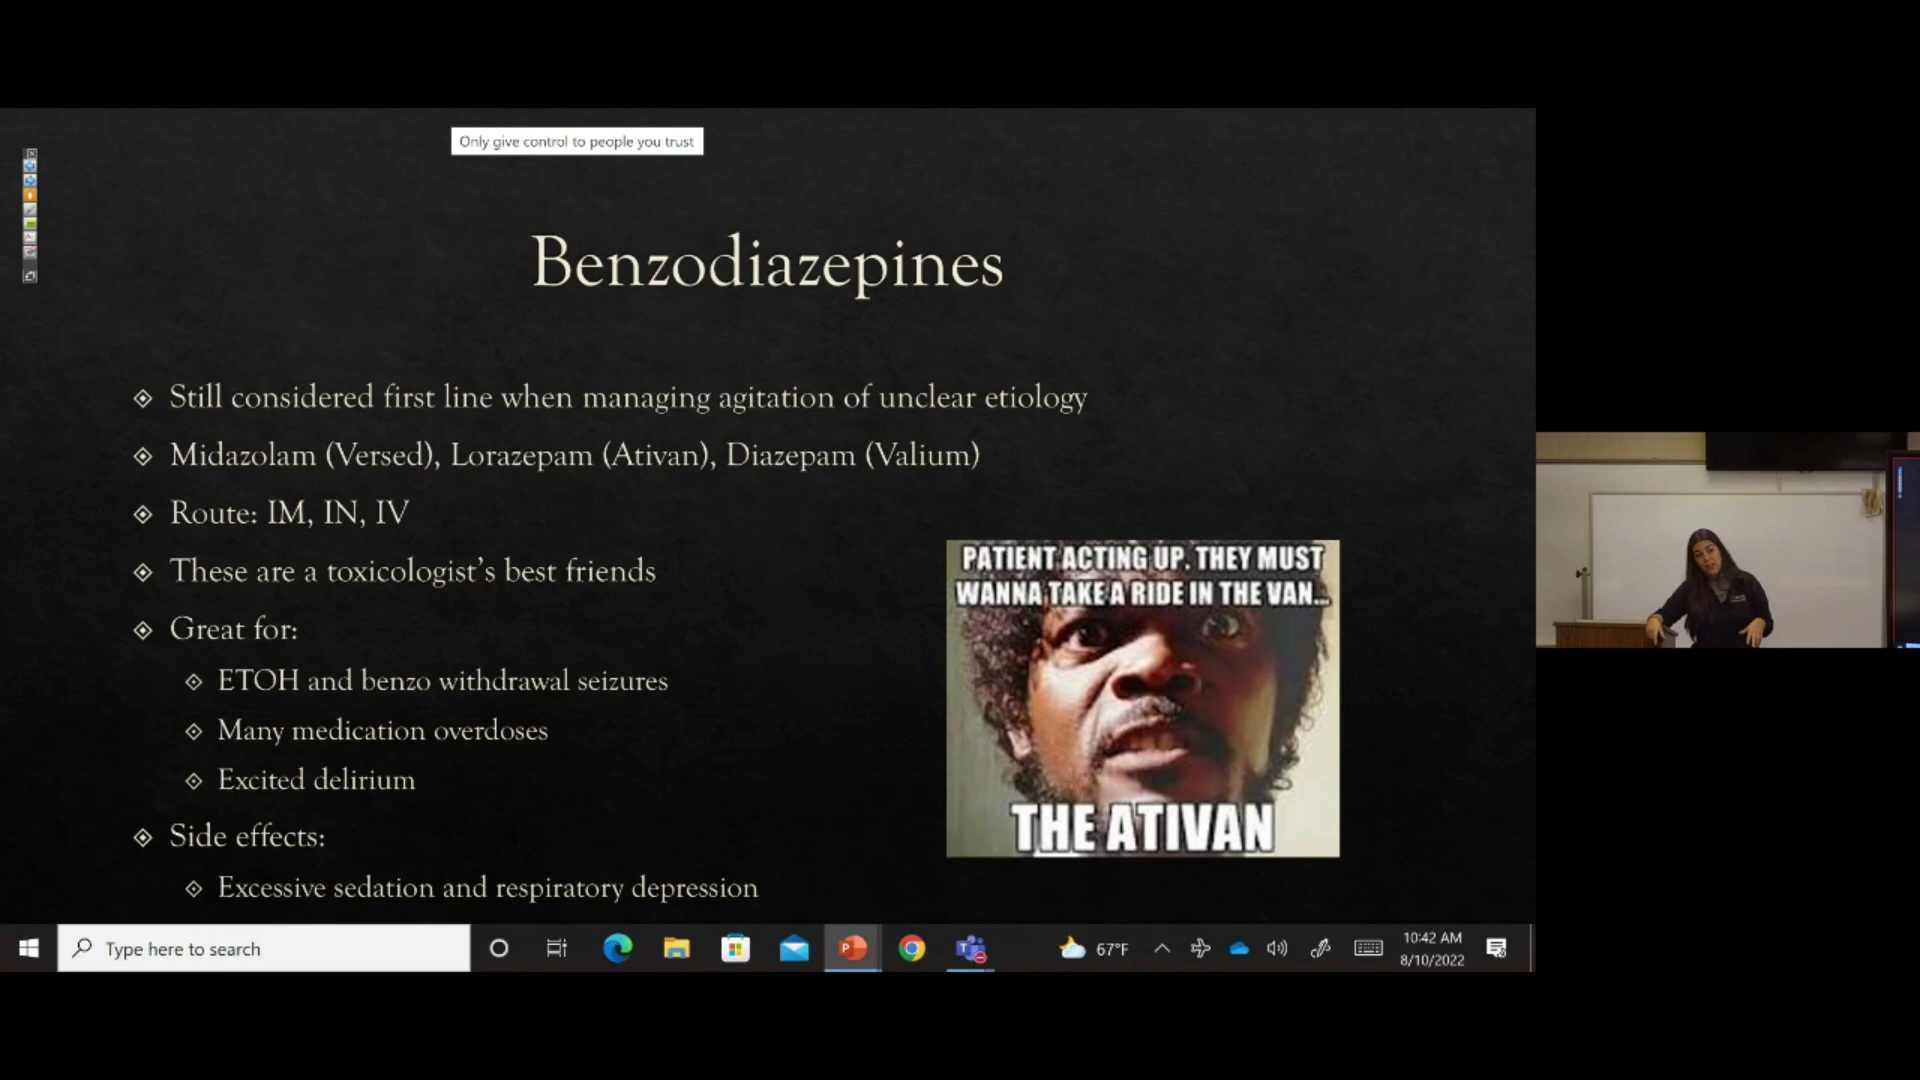 Only give control to people you trust
Benzodiazepines
Still considered first line when managing agitation of unclear etiology
Midazolam (Versed), Lorazepam (Ativan), Diazepam (Valium)
Route: IM, IN, IV
These are a toxicologist's best friends
Great for:
ETOH and benzo withdrawal seizures
Many medication overdoses
Excited delirium
Side effects:
Excessive sedation and respiratory depression
PATIENT ACTING UP. THEY MUST
WANNA TAKE A RIDE IN THE VAN...
THE ATIVAN
Type here to search
67°F
10:42 AM
8/10/2022